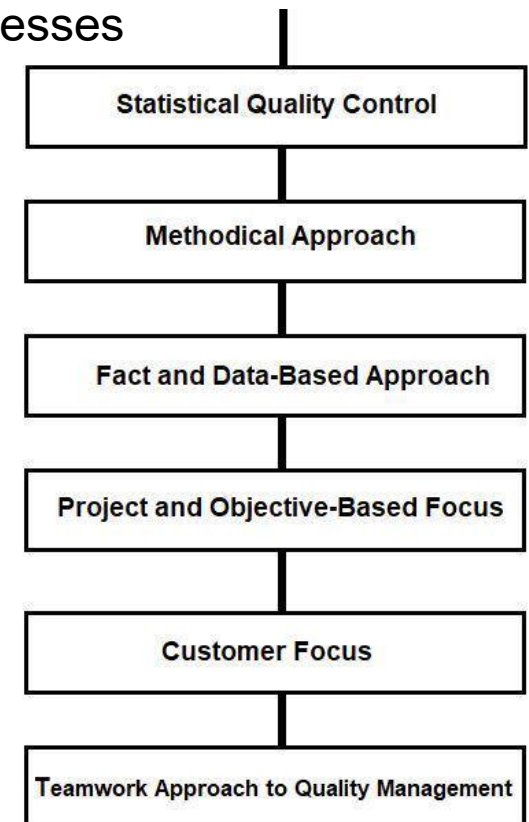 esses
Statistical Quality Control
Methodical Approach
Fact and Data-Based Approach
Project and Objective-Based Focus
Customer Focus
Teamwork Approach to Quality Management